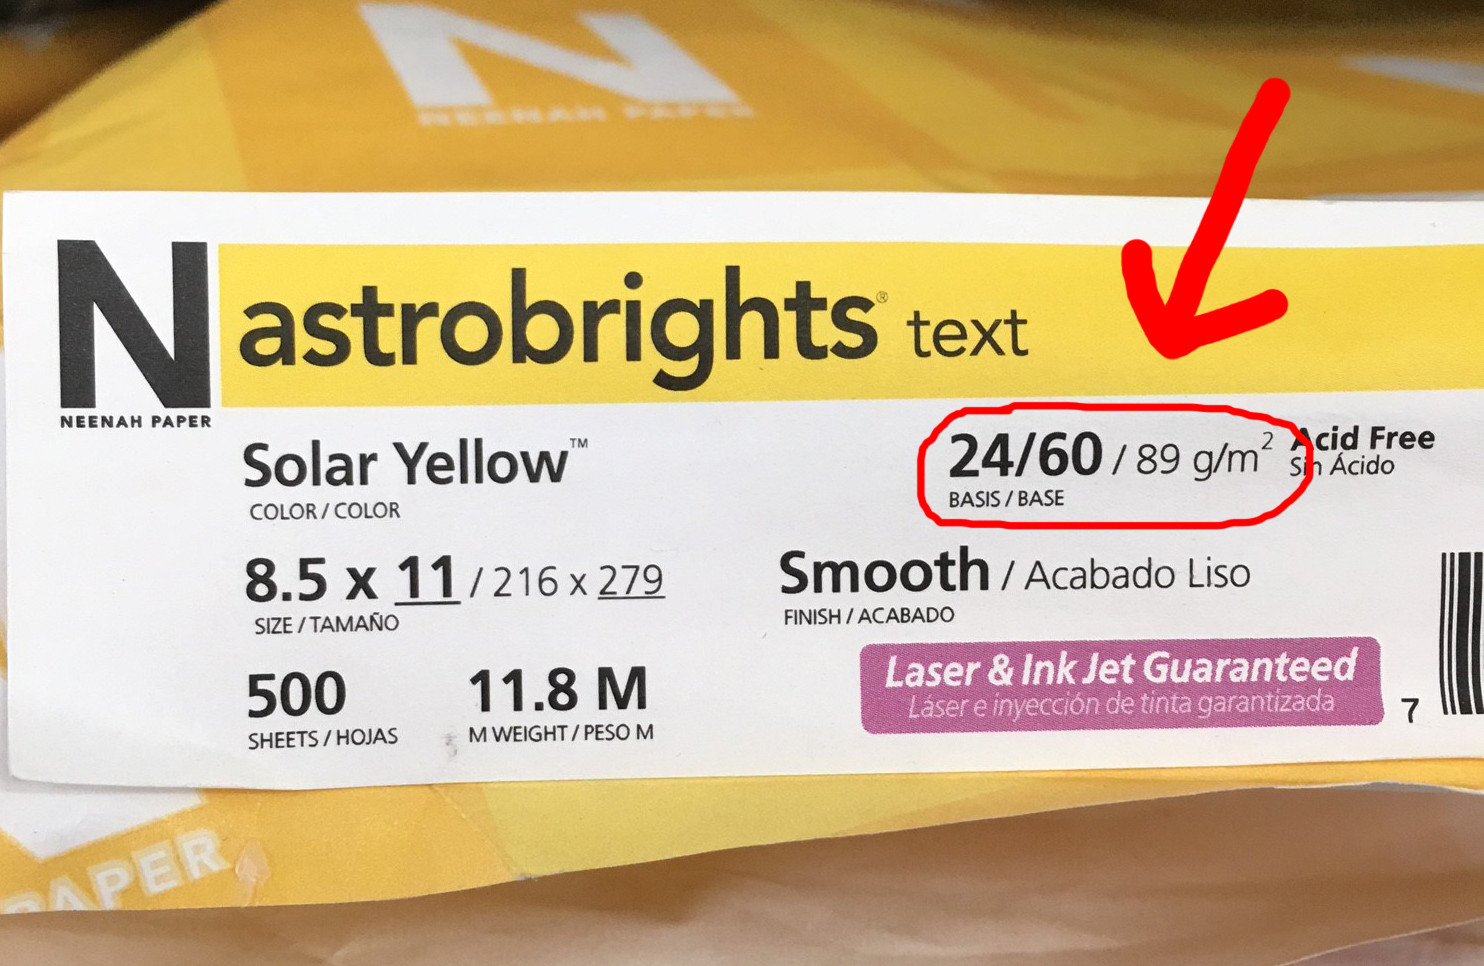 N
NEENAH PAPER
N
NEENAH PAPER
astrobrights® text
Solar Yellow™
COLOR / COLOR
24/60 / 89 g/m²
BASIS / BASE
Acid Free
Sin Ácido
8.5 x 11 / 216 x 279
SIZE / TAMAÑO
Smooth / Acabado Liso
FINISH / ACABADO
500
SHEETS / HOJAS
11.8 M
M WEIGHT / PESO M
Laser & Ink Jet Guaranteed
Láser e inyección de tinta garantizada
7
PAPER